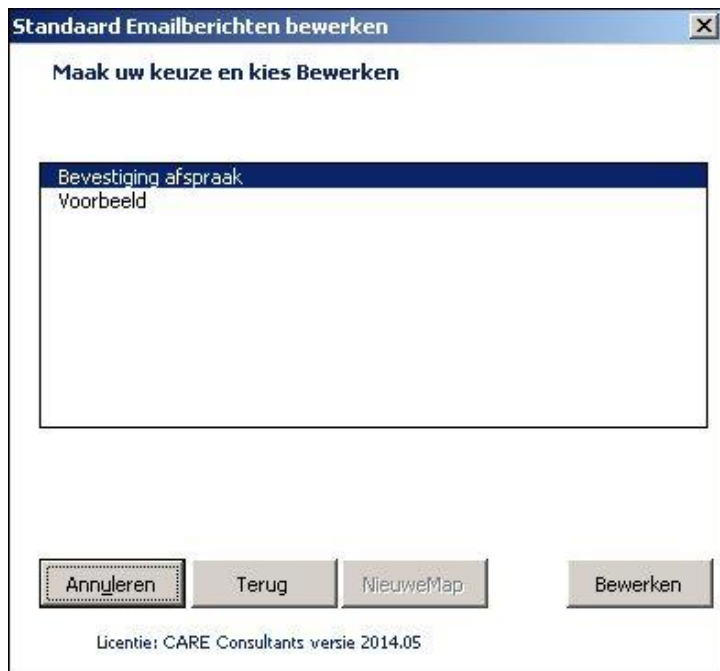 Standaard Emailberichten bewerken
Maak uw keuze en kies Bewerken
Bevestiging afspraak
Voorbeeld
Annuleren Terug NieuweMap Bewerken
Licentie: CARE Consultants versie 2014.05